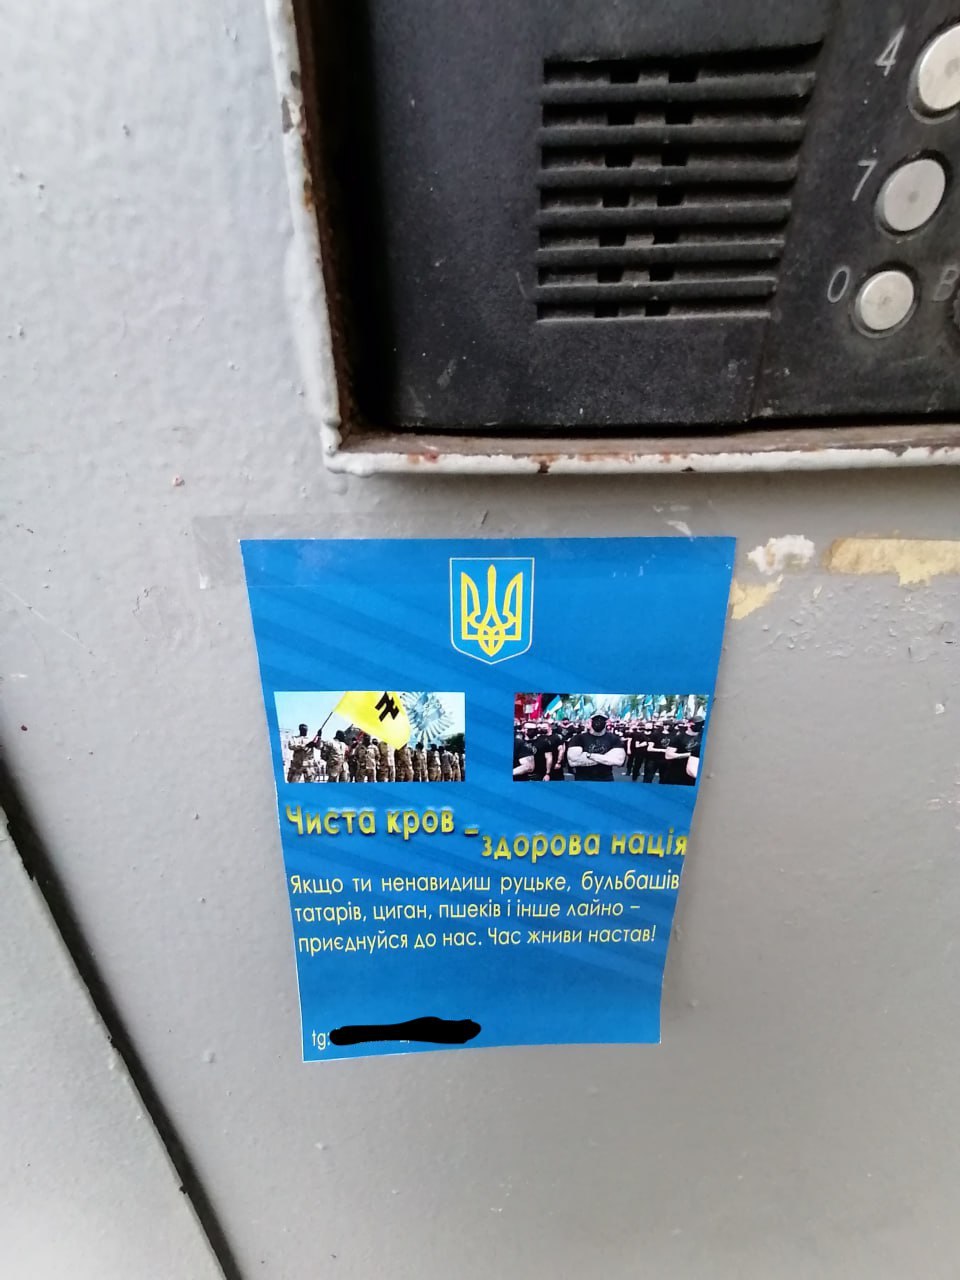 4
7
0 В
Чиста кров –
здорова нація
Якщо ти ненавидиш руцьке, бульбашів
татарів, циган, пшеків і інше лайно –
приєднуйся до нас. Час жниви настав!
tg: